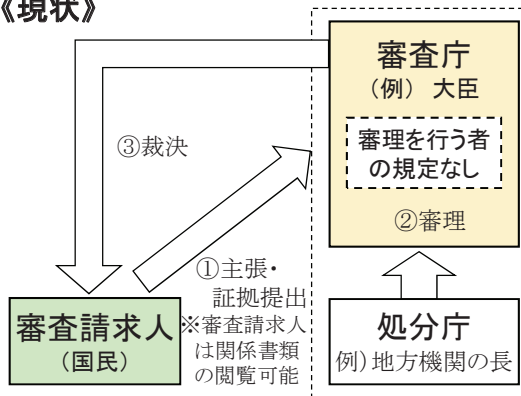 《現状》
審査庁
(例) 大臣
審理を行う者
の規定なし
②審理
③裁決
①主張・
証拠提出
※審査請求人
は関係書類
の閲覧可能
審査請求人
(国民)
処分庁
例)地方機関の長